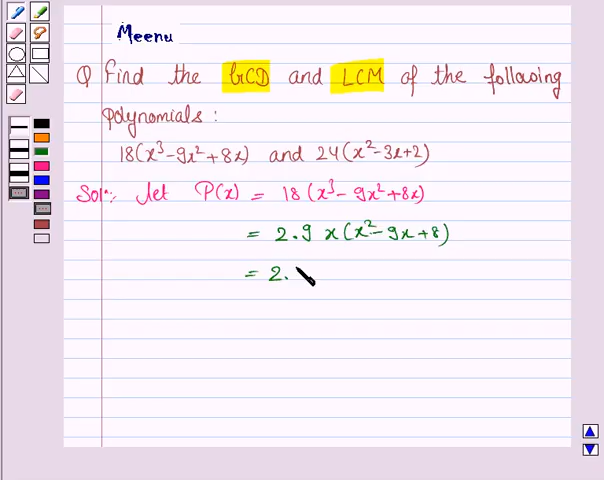 Meenu
Q Find the GCD and LCM of the following
Polynomials :
18(x³ - 9x² + 8x) and 24(x² - 3x + 2)
Solⁿ: Let P(x) = 18(x³ - 9x² + 8x)
= 2.9 x(x² - 9x + 8)
= 2.